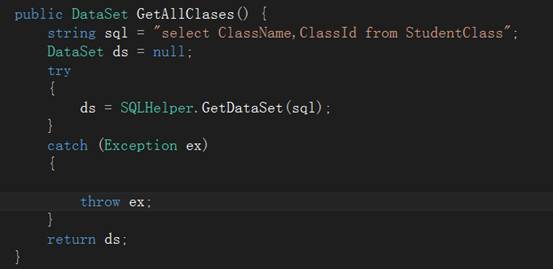 public DataSet GetAllClases() {
string sql = "select ClassName,ClassId from StudentClass";
DataSet ds = null;
try
{
ds = SQLHelper.GetDataSet(sql);
}
catch (Exception ex)
{
throw ex;
}
return ds;
}